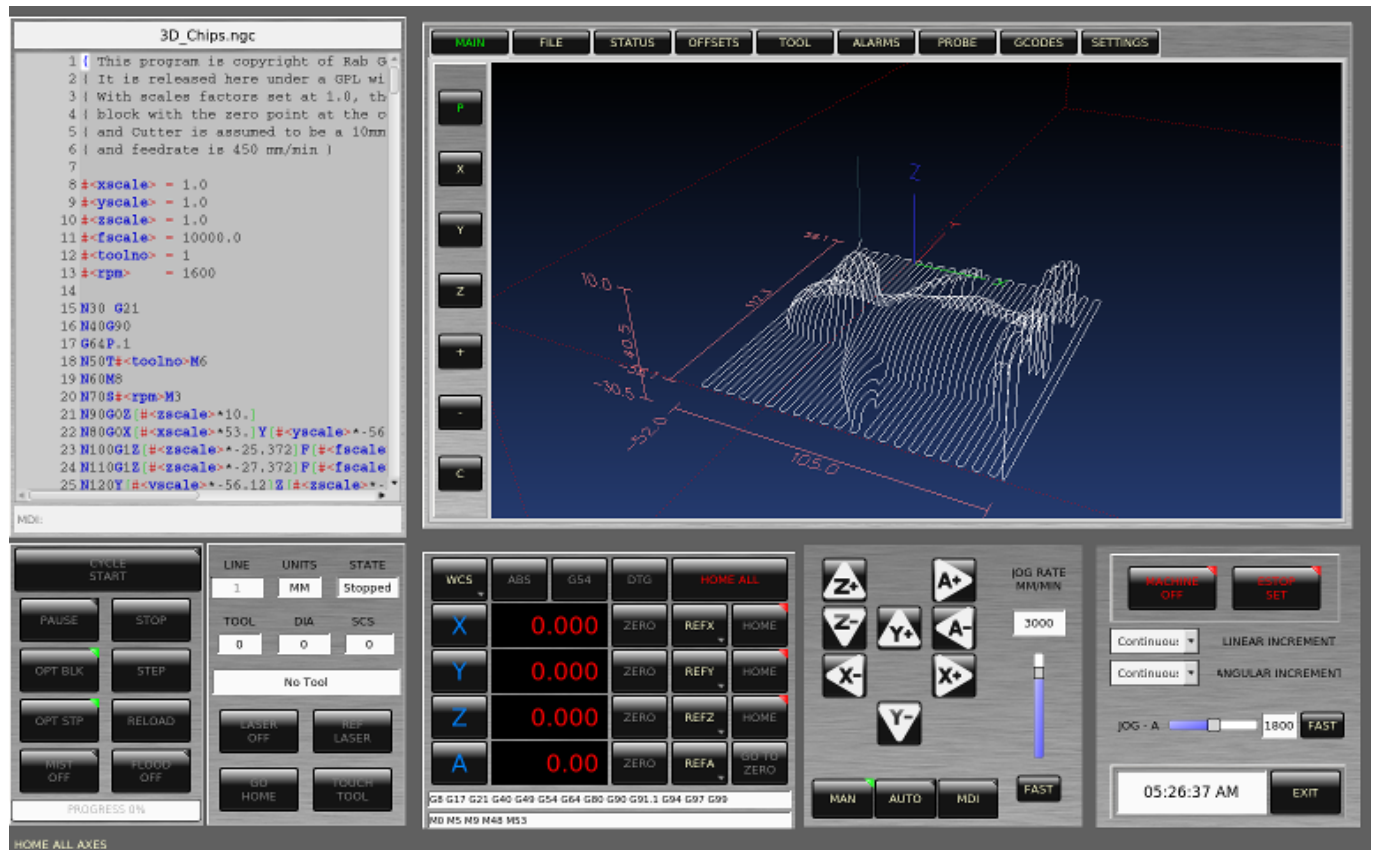 3D_Chips.ngc
1 ( This program is copyright of Rab G
2 ( It is released here under a GPL wi
3 ( With scales factors set at 1.0, th
4 ( block with the zero point at the c
5 ( and Cutter is assumed to be a 10mm
6 ( and feedrate is 450 mm/min )
7
8 #<xscale> = 1.0
9 #<yscale> = 1.0
10 #<zscale> = 1.0
11 #<fscale> = 10000.0
12 #<toolno> = 1
13 #<rpm> = 1600
14
15 N30 G21
16 N40G90
17 G64P.1
18 N50T#<toolno>M6
19 N60M8
20 N70S#<rpm>M3
21 N90G0Z[#<zscale>*10.]
22 N80G0X[#<xscale>*53.]Y[#<yscale>*-56
23 N100G1Z[#<zscale>*-25.372]F[#<fscale
24 N110G1Z[#<zscale>*-27.372]F[#<fscale
25 N120Y[#<yscale>*-56.12]Z[#<zscale>*-
MDI:
MAIN FILE STATUS OFFSETS TOOL ALARMS PROBE GCODES SETTINGS
P
X
Y
Z
+
-
C
Z
10.0
40.5
-30.5
112.3
-52.0
105.0
CYCLE
START
PAUSE STOP
OPT BLK STEP
OPT STP RELOAD
MIST
OFF
FLOOD
OFF
PROGRESS 0%
LINE UNITS STATE
1 MM Stopped
TOOL DIA SCS
0 0 0
No Tool
LASER
OFF
REF
LASER
GO
HOME
TOUCH
TOOL
WCS ABS G54 DTG HOME ALL
X 0.000 ZERO REFX HOME
Y 0.000 ZERO REFY HOME
Z 0.000 ZERO REFZ HOME
A 0.00 ZERO REFA GO TO
ZERO
G8 G17 G21 G40 G49 G54 G64 G80 G90 G91.1 G94 G97 G99
M0 M5 M9 M48 M53
Z+ A+
Z- Y+ A-
X- X+
Y-
JOG RATE
MM/MIN
3000
FAST
MAN AUTO MDI
MACHINE
OFF
ESTOP
SET
Continuou: LINEAR INCREMENT
Continuou: ANGULAR INCREMENT
JOG - A 1800 FAST
05:26:37 AM EXIT
HOME ALL AXES